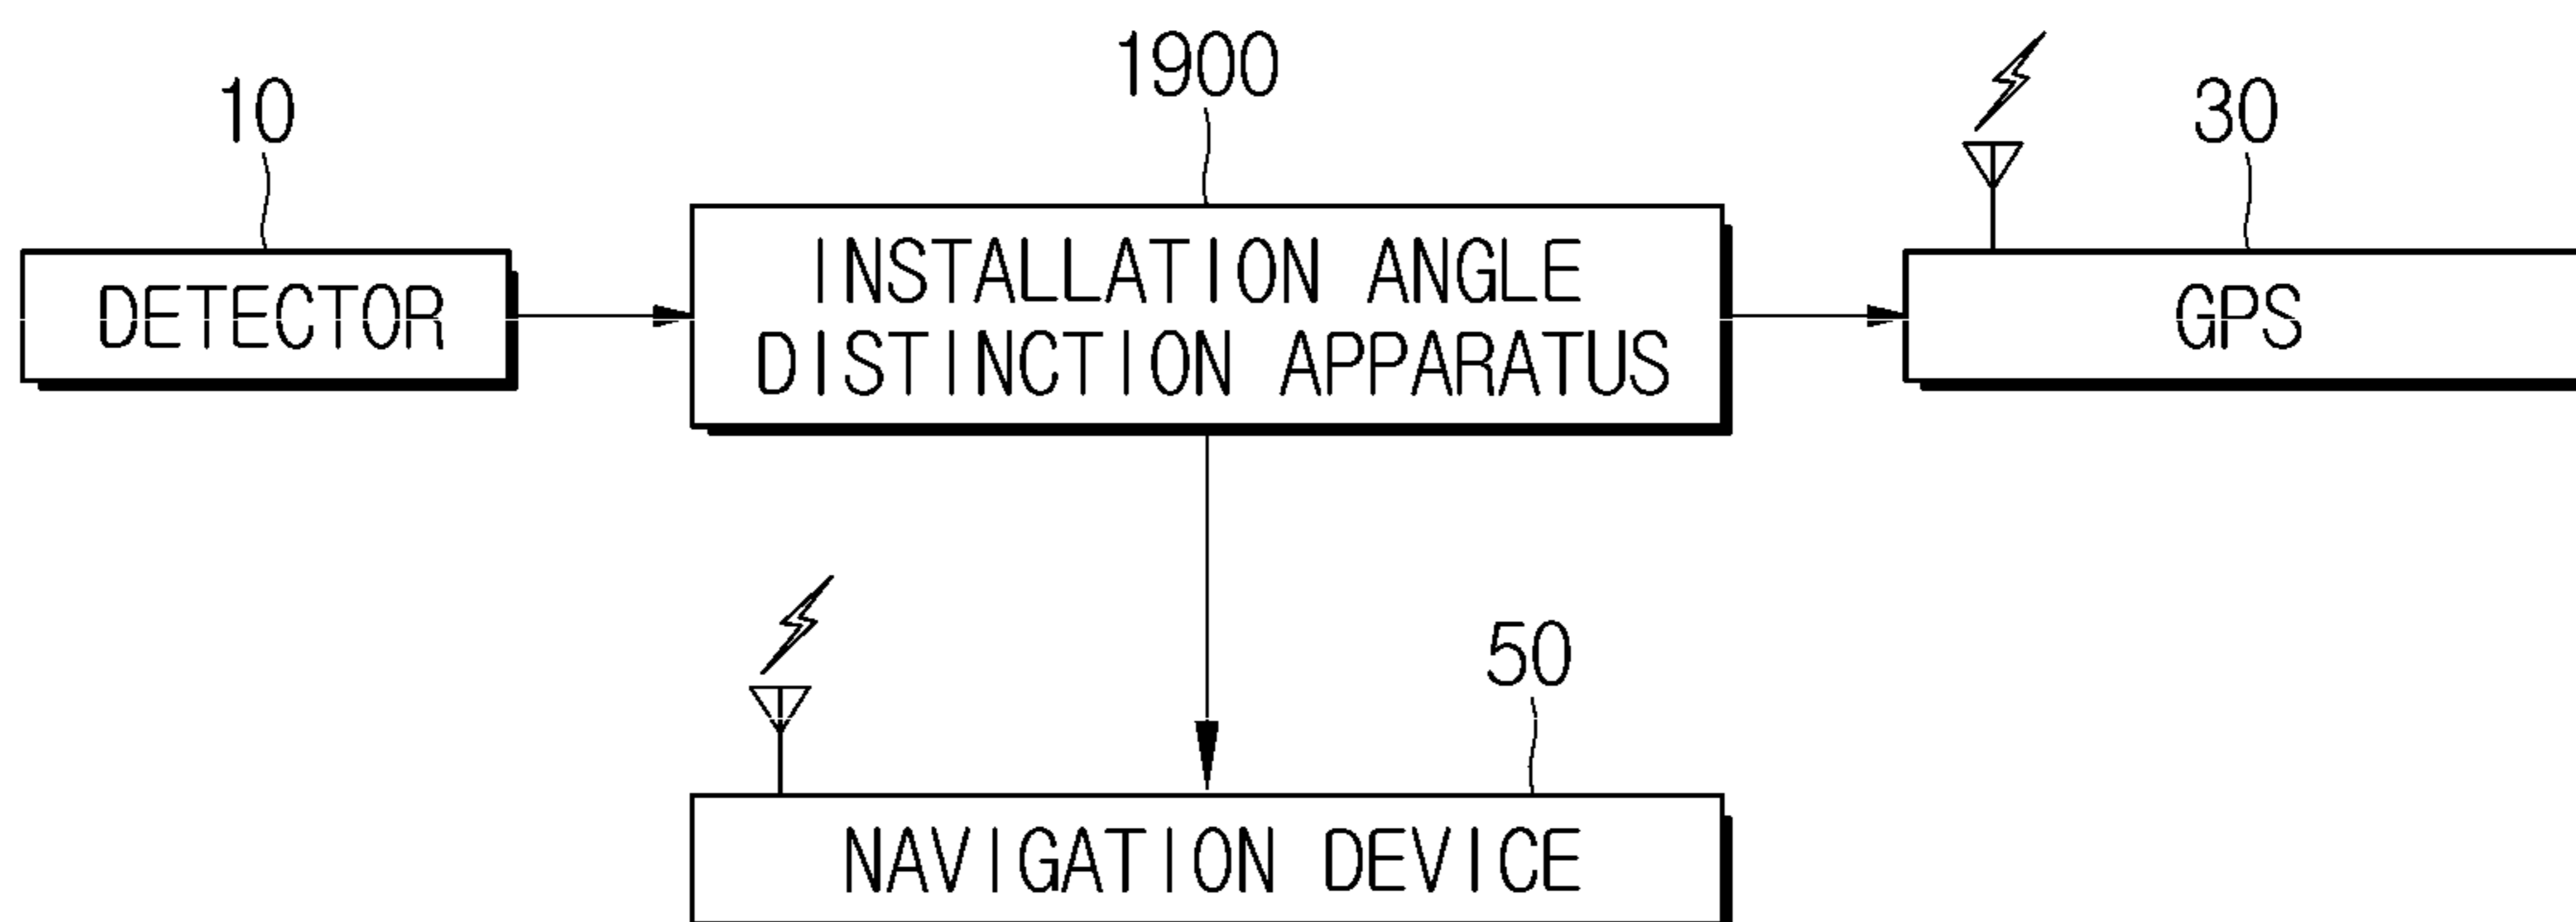 10
1900
30
DETECTOR
INSTALLATION ANGLE
DISTINCTION APPARATUS
GPS
50
NAVIGATION DEVICE